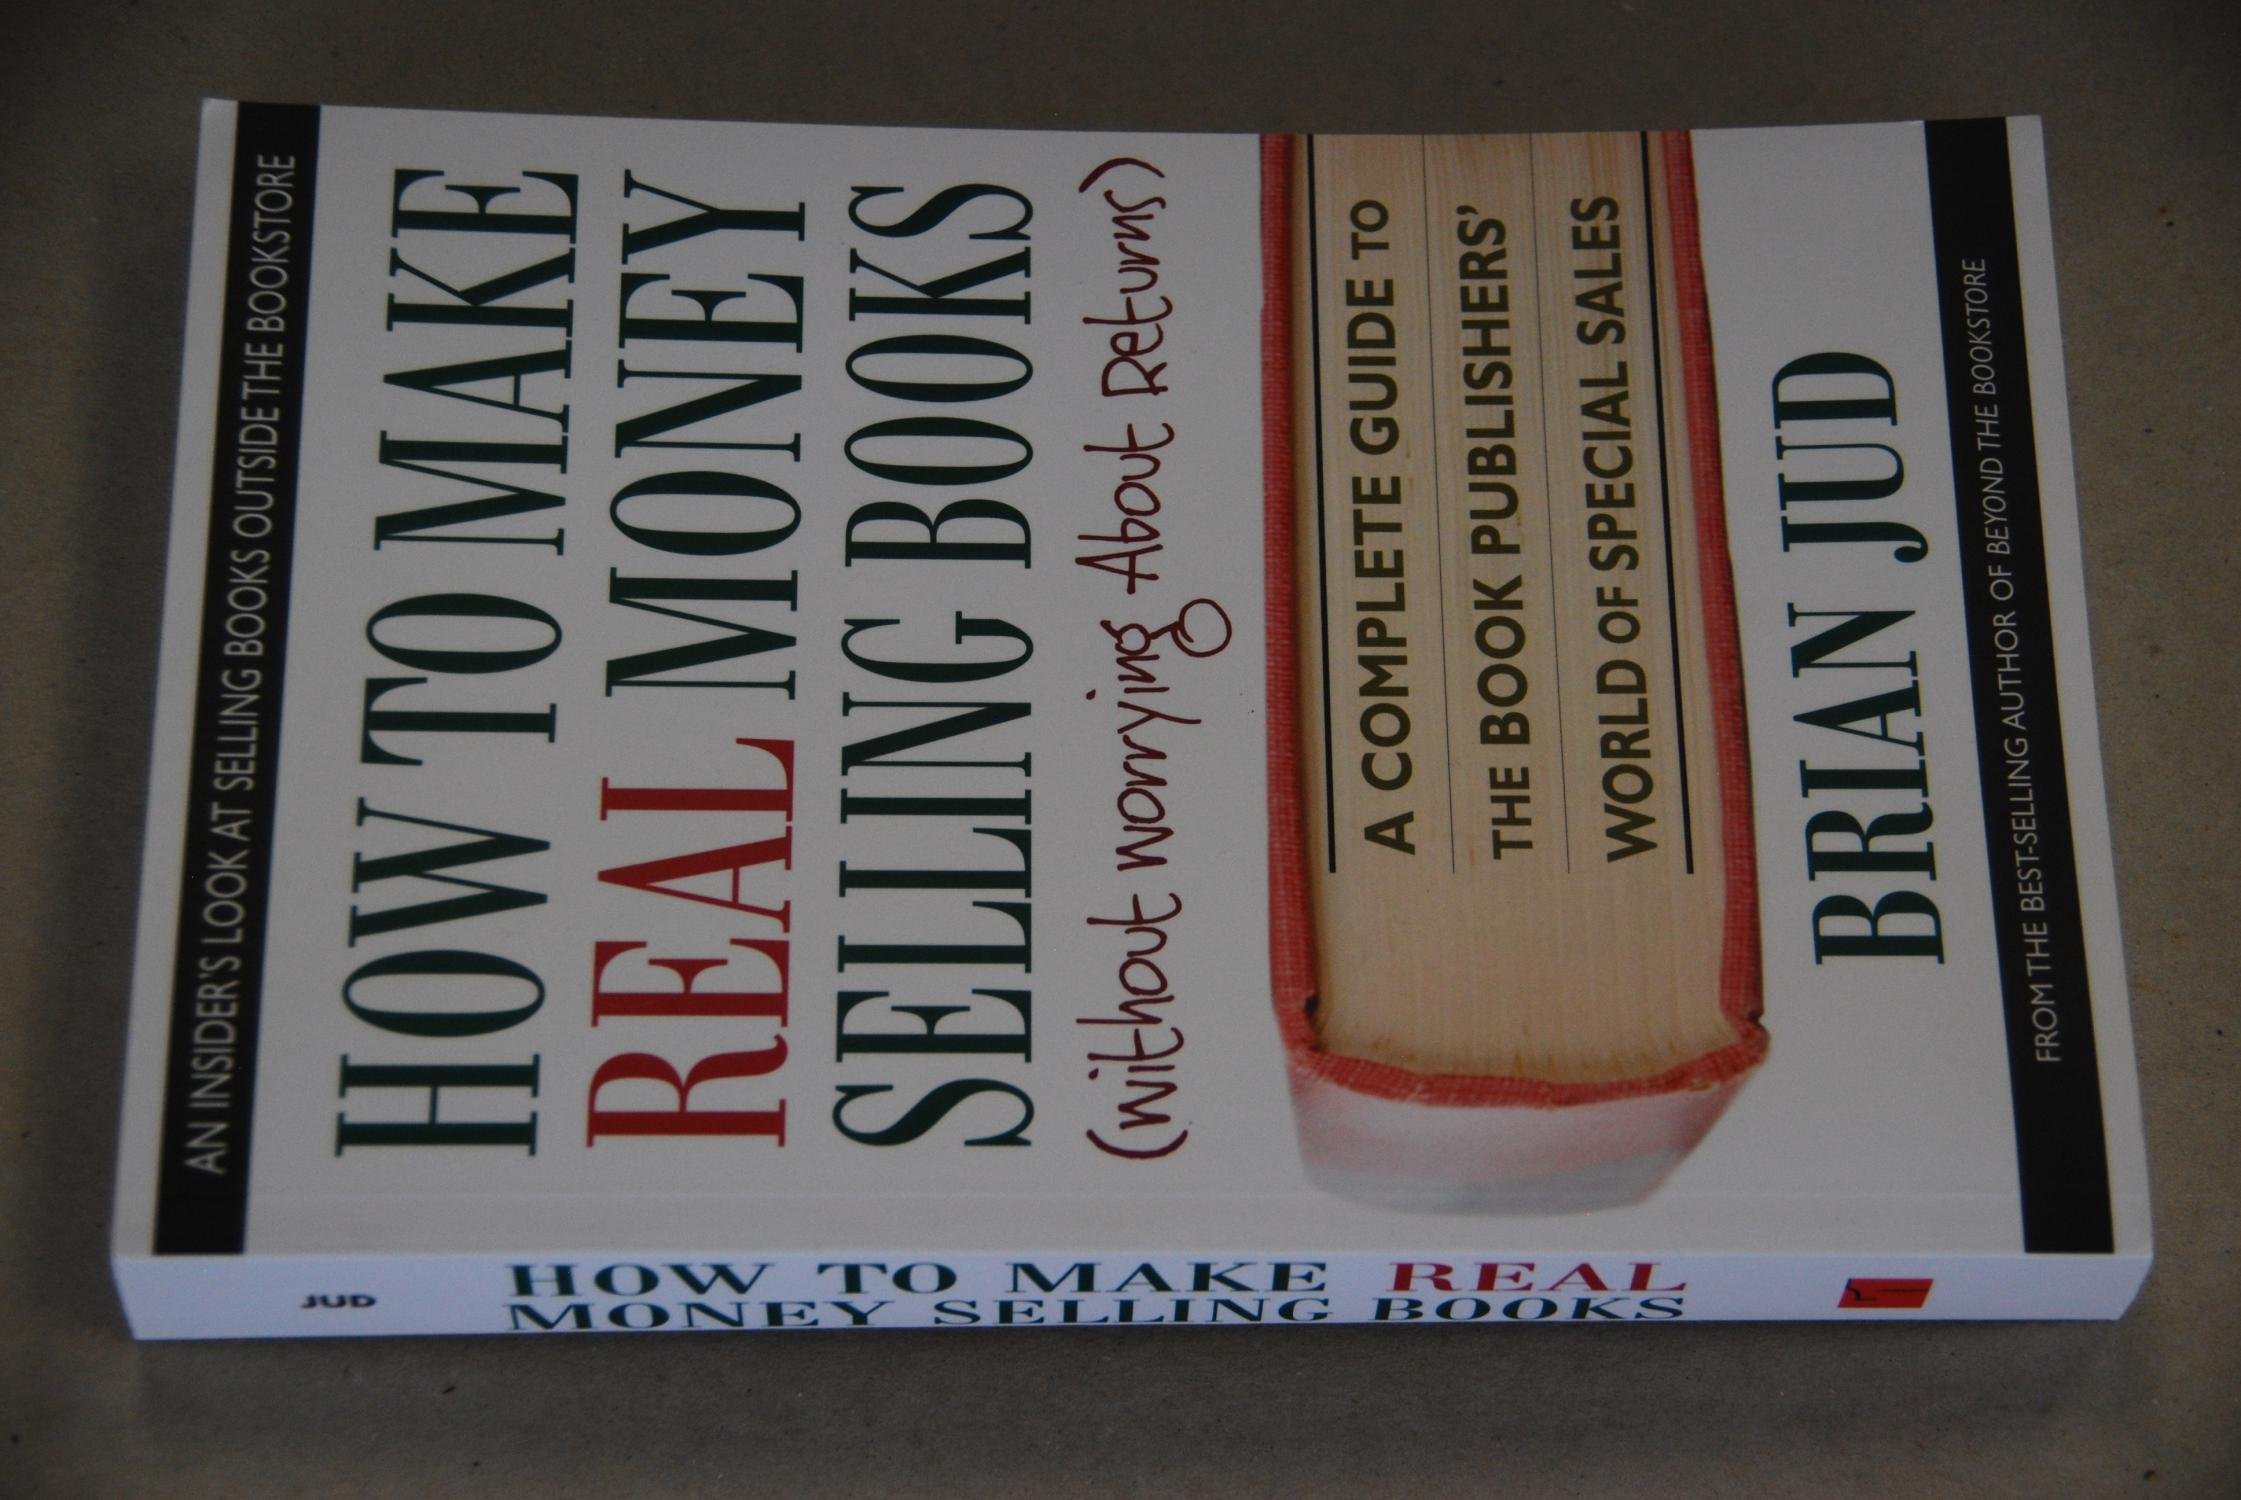 AN INSIDER'S LOOK AT SELLING BOOKS OUTSIDE THE BOOKSTORE
HOW TO MAKE
REAL MONEY
SELLING BOOKS
(without worrying About Returns)
A COMPLETE GUIDE TO
THE BOOK PUBLISHERS'
WORLD OF SPECIAL SALES
BRIAN JUD
FROM THE BEST-SELLING AUTHOR OF BEYOND THE BOOKSTORE
JUD
HOW TO MAKE REAL
MONEY SELLING BOOKS